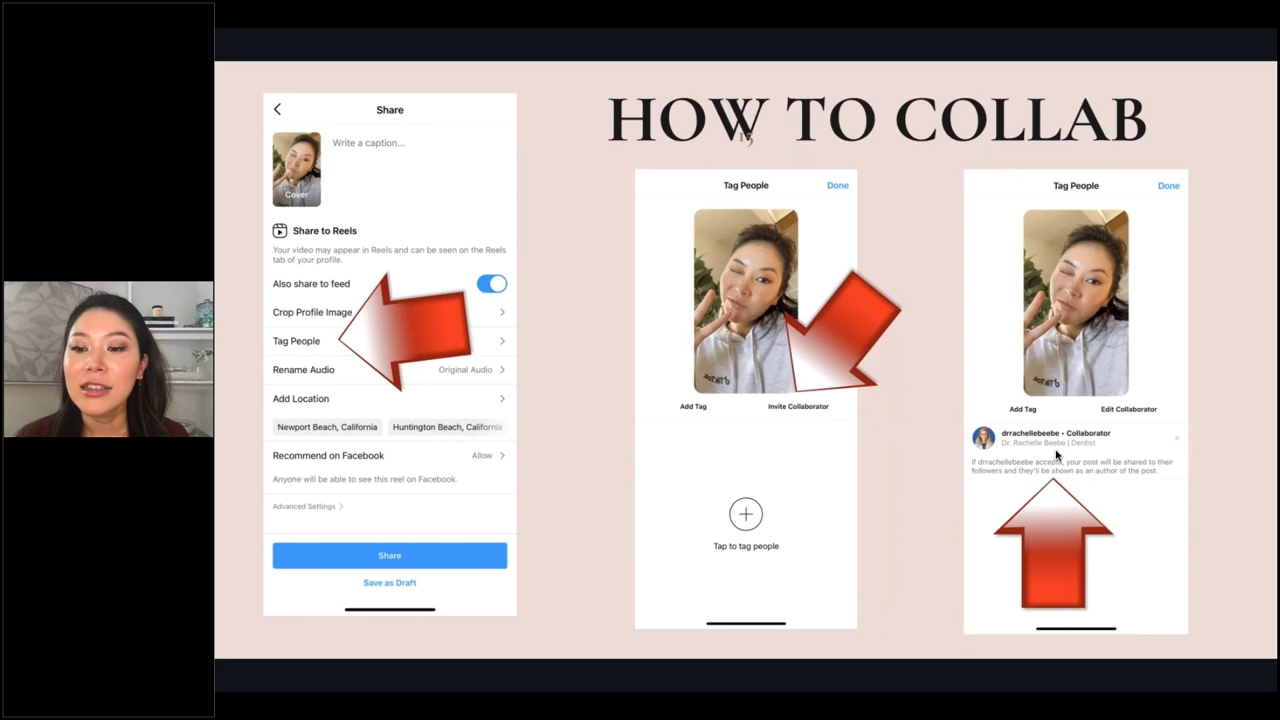 HOW TO COLLAB
Share
Write a caption...
Cover
Share to Reels
Your video may appear in Reels and can be seen on the Reels
tab of your profile.
Also share to feed
Crop Profile Image
Tag People
Rename Audio
Original Audio
Add Location
Newport Beach, California
Huntington Beach, California
Recommend on Facebook
Allow
Anyone will be able to see this reel on Facebook.
Advanced Settings
Share
Save as Draft
Tag People
Done
Add Tag
Invite Collaborator
Tap to tag people
Tag People
Done
Add Tag
Edit Collaborator
drrachellebeebe • Collaborator
Dr. Rachelle Beebe | Dentist
If drrachellebeebe accepts, your post will be shared to their
followers and they'll be shown as an author of the post.